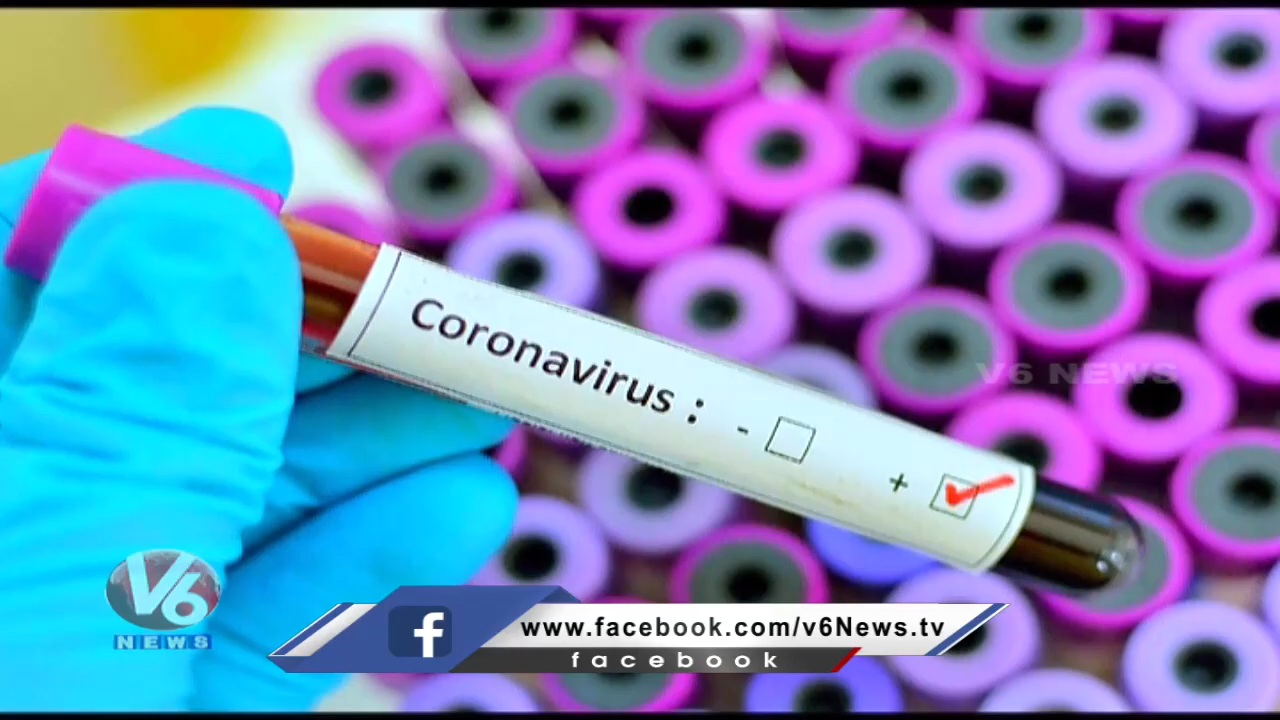 Coronavirus : - +
V6 NEWS
V6
NEWS
f
www.facebook.com/v6News.tv
facebook